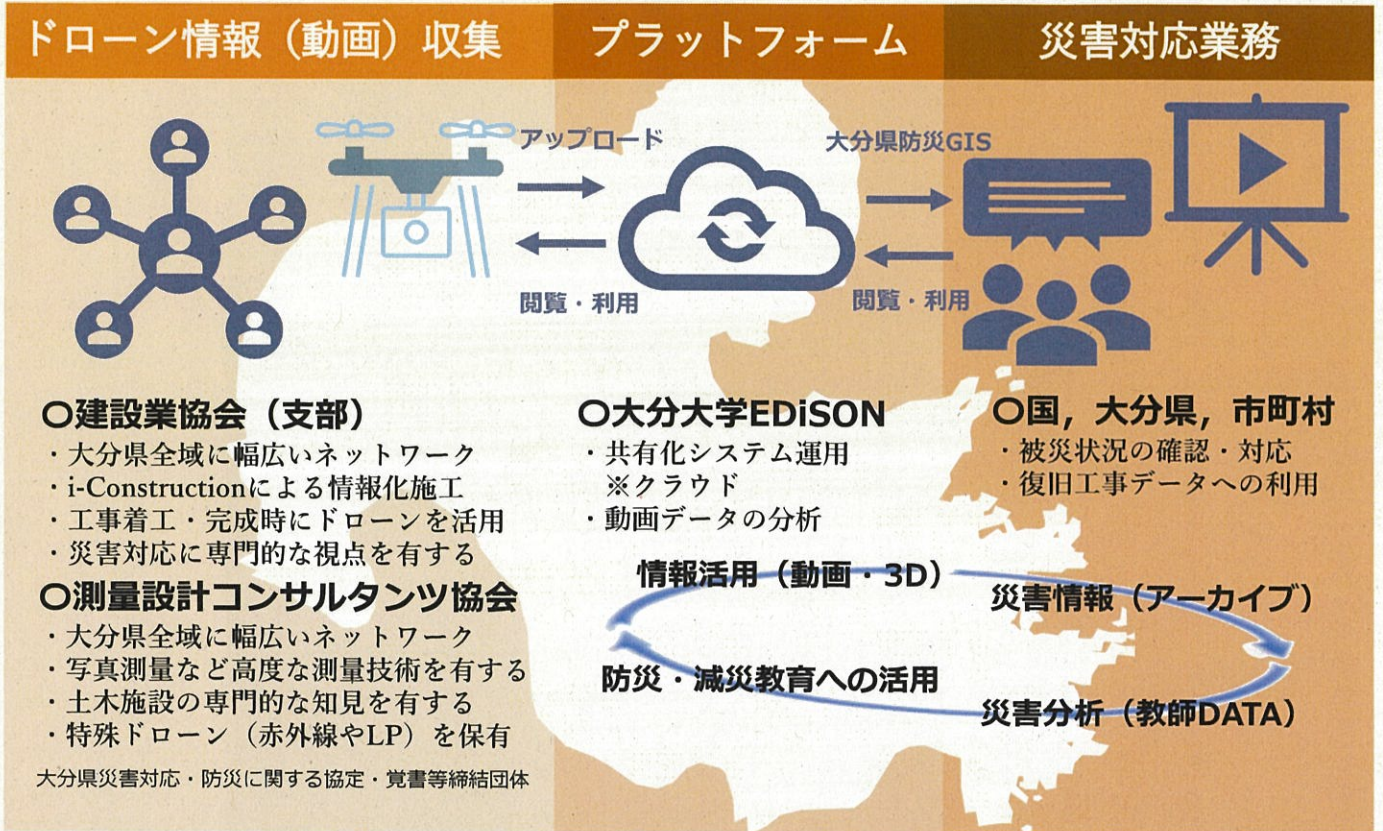 ドローン情報（動画）収集
プラットフォーム
災害対応業務
アップロード
大分県防災GIS
閲覧・利用
閲覧・利用
〇建設業協会（支部）
・大分県全域に幅広いネットワーク
・i-Constructionによる情報化施工
・工事着工・完成時にドローンを活用
・災害対応に専門的な視点を有する
〇測量設計コンサルタンツ協会
・大分県全域に幅広いネットワーク
・写真測量など高度な測量技術を有する
・土木施設の専門的な知見を有する
・特殊ドローン（赤外線やLP）を保有
大分県災害対応・防災に関する協定・覚書等締結団体
〇大分大学EDiSON
・共有化システム運用
※クラウド
・動画データの分析
〇国，大分県，市町村
・被災状況の確認・対応
・復旧工事データへの利用
情報活用（動画・3D）
災害情報（アーカイブ）
防災・減災教育への活用
災害分析（教師DATA）